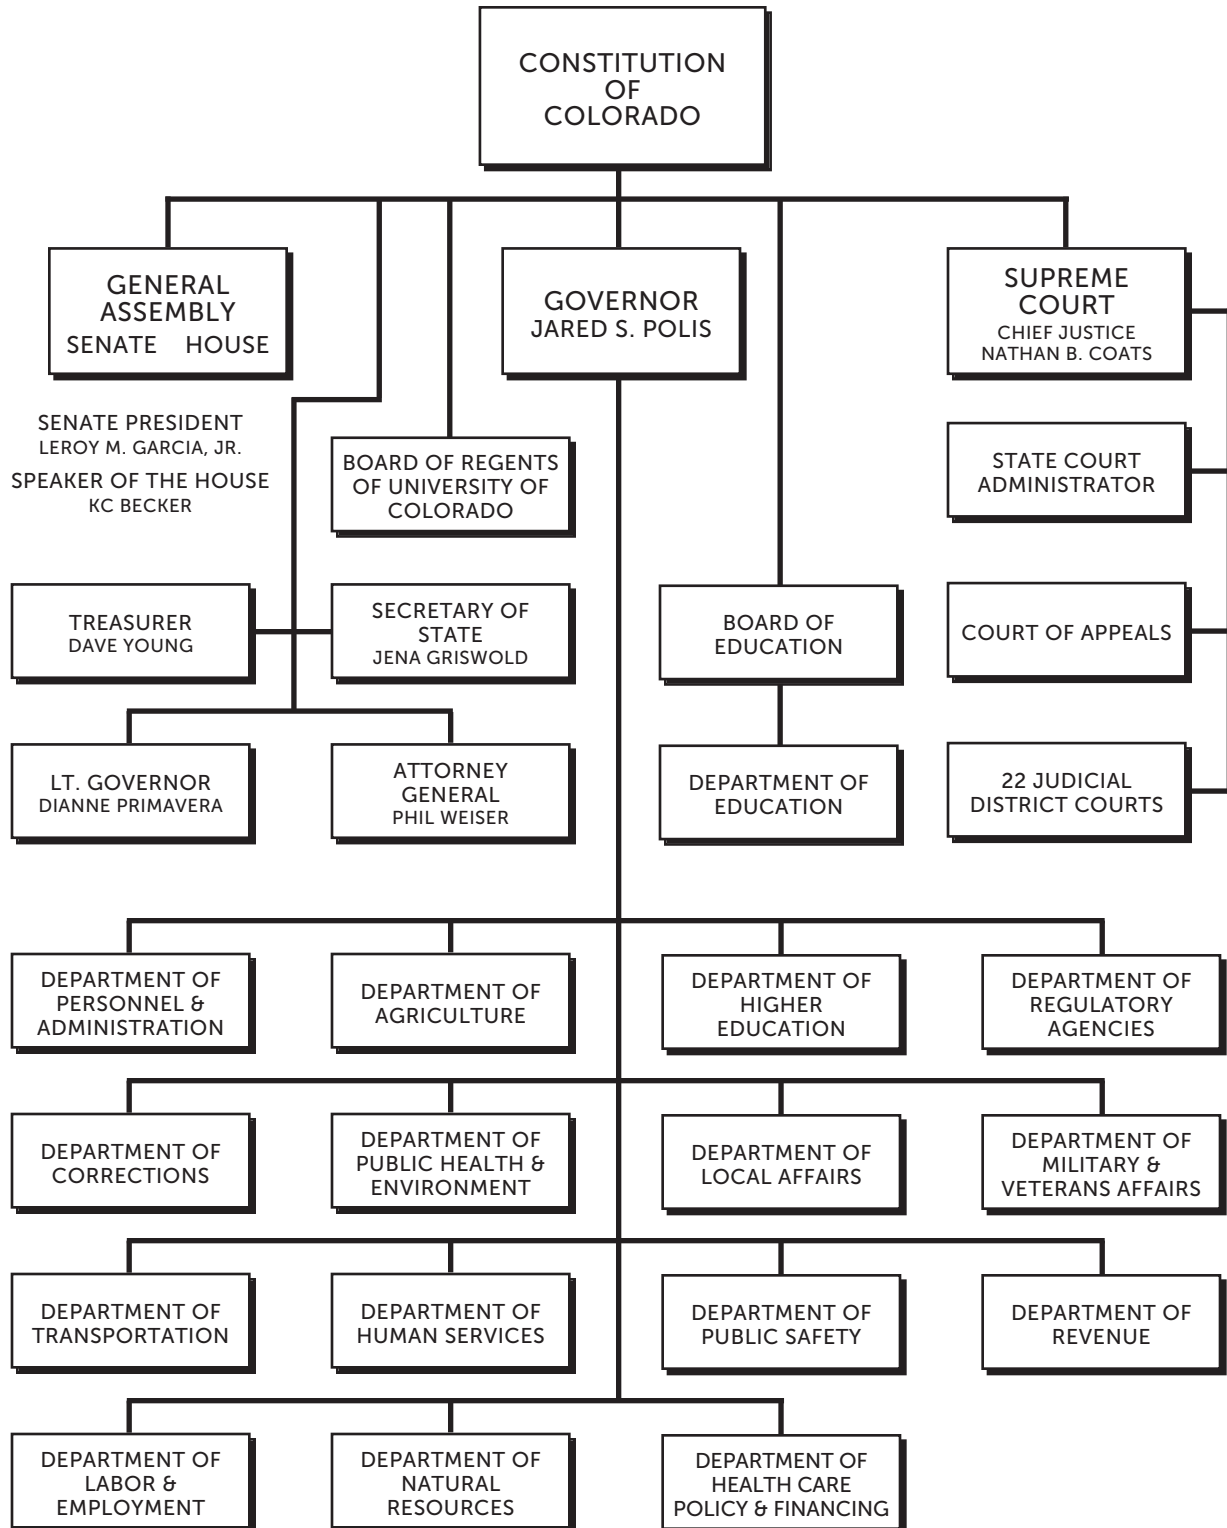 CONSTITUTION
OF
COLORADO
GENERAL
ASSEMBLY
SENATE HOUSE
GOVERNOR
JARED S. POLIS
SUPREME
COURT
CHIEF JUSTICE
NATHAN B. COATS
SENATE PRESIDENT
LEROY M. GARCIA, JR.
SPEAKER OF THE HOUSE
KC BECKER
BOARD OF REGENTS
OF UNIVERSITY OF
COLORADO
STATE COURT
ADMINISTRATOR
TREASURER
DAVE YOUNG
SECRETARY OF
STATE
JENA GRISWOLD
BOARD OF
EDUCATION
COURT OF APPEALS
LT. GOVERNOR
DIANNE PRIMAVERA
ATTORNEY
GENERAL
PHIL WEISER
DEPARTMENT OF
EDUCATION
22 JUDICIAL
DISTRICT COURTS
DEPARTMENT OF
PERSONNEL &
ADMINISTRATION
DEPARTMENT OF
AGRICULTURE
DEPARTMENT OF
HIGHER
EDUCATION
DEPARTMENT OF
REGULATORY
AGENCIES
DEPARTMENT OF
CORRECTIONS
DEPARTMENT OF
PUBLIC HEALTH &
ENVIRONMENT
DEPARTMENT OF
LOCAL AFFAIRS
DEPARTMENT OF
MILITARY &
VETERANS AFFAIRS
DEPARTMENT OF
TRANSPORTATION
DEPARTMENT OF
HUMAN SERVICES
DEPARTMENT OF
PUBLIC SAFETY
DEPARTMENT OF
REVENUE
DEPARTMENT OF
LABOR &
EMPLOYMENT
DEPARTMENT OF
NATURAL
RESOURCES
DEPARTMENT OF
HEALTH CARE
POLICY & FINANCING